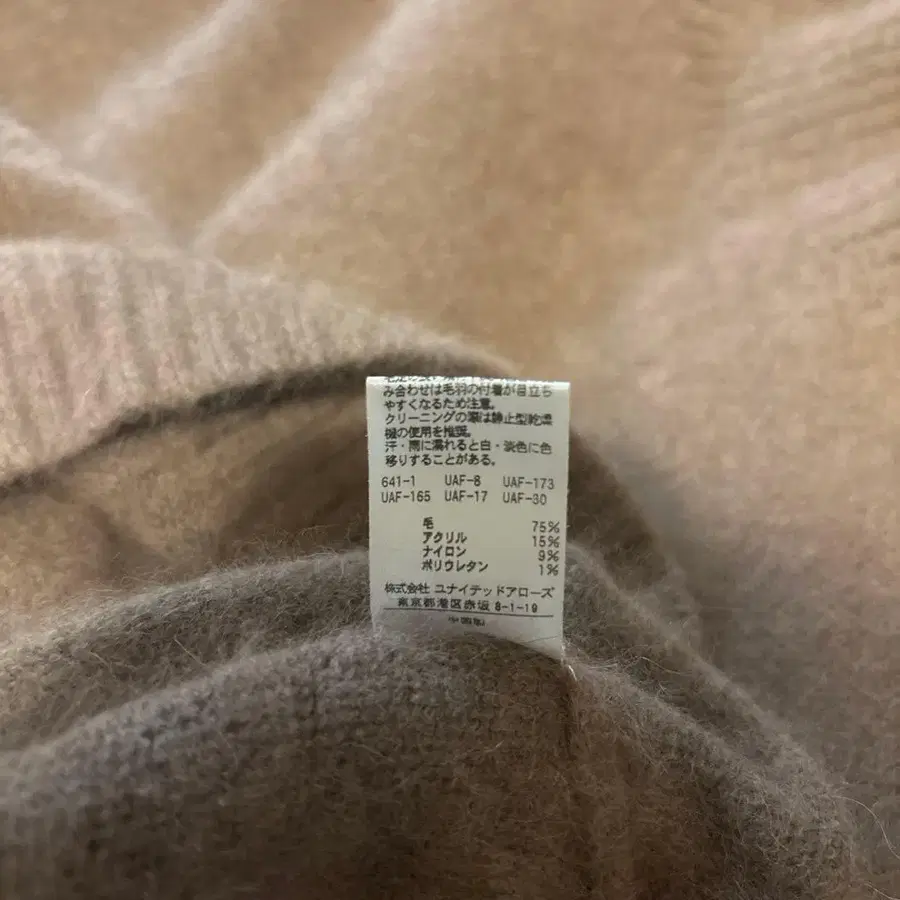 み合わせは毛羽の付着が目立ち
やすくなるため注意。
クリーニングの際は静止型乾燥
機の使用を推奨。
汗・雨に濡れると白・淡色に色
移りすることがある。
641-1 UAF-8 UAF-173
UAF-165 UAF-17 UAF-30
毛 75%
アクリル 15%
ナイロン 9%
ポリウレタン 1%
株式会社 ユナイテッドアローズ
東京都港区赤坂 8-1-19
中国製